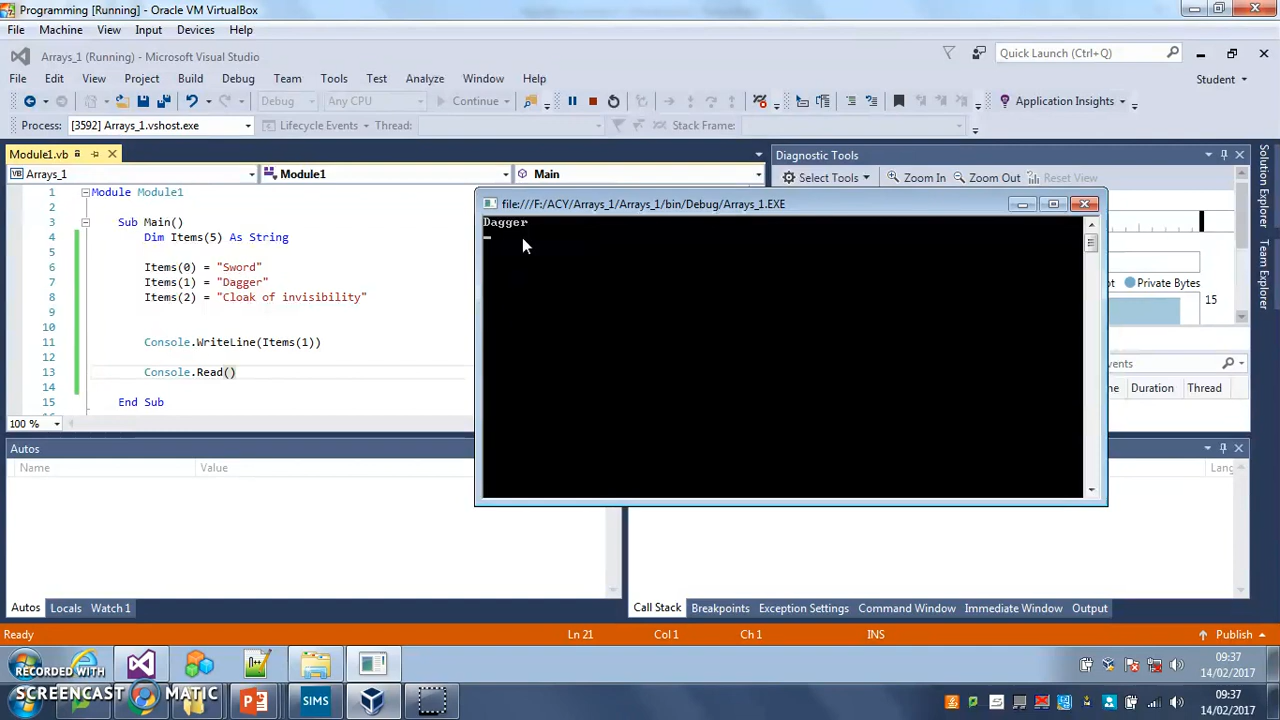 Programming [Running] - Oracle VM VirtualBox
File Machine View Input Devices Help
Arrays_1 (Running) - Microsoft Visual Studio
Quick Launch (Ctrl+Q)
File Edit View Project Build Debug Team Tools Test Analyze Window Help
Student
Debug Any CPU Continue Application Insights
Process: [3592] Arrays_1.vshost.exe Lifecycle Events Thread: Stack Frame:
Module1.vb
Diagnostic Tools
Arrays_1 Module1 Main
Select Tools Zoom In Zoom Out Reset View
1 Module Module1
2
3 Sub Main()
4 Dim Items(5) As String
5
6 Items(0) = "Sword"
7 Items(1) = "Dagger"
8 Items(2) = "Cloak of invisibility"
9
10
11 Console.WriteLine(Items(1))
12
13 Console.Read()
14
15 End Sub
100 %
file:///F:/ACY/Arrays_1/Arrays_1/bin/Debug/Arrays_1.EXE
Dagger
Private Bytes
15
Duration Thread
Solution Explorer
Team Explorer
Autos
Name Value
Autos Locals Watch 1
Call Stack Breakpoints Exception Settings Command Window Immediate Window Output
Ready Ln 21 Col 1 Ch 1 INS Publish
09:37
14/02/2017
RECORDED WITH
SCREENCAST MATIC
SIMS
09:37
14/02/2017